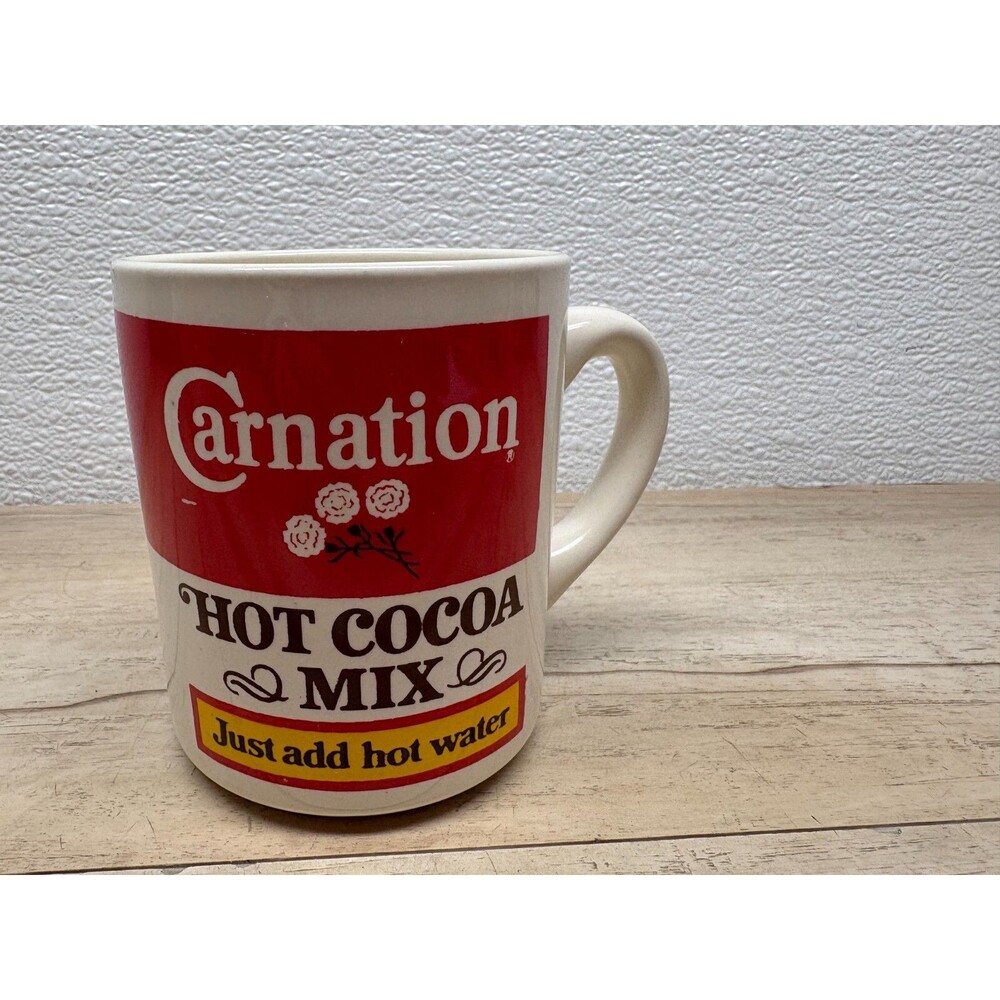 Carnation®
HOT COCOA
MIX
Just add hot water